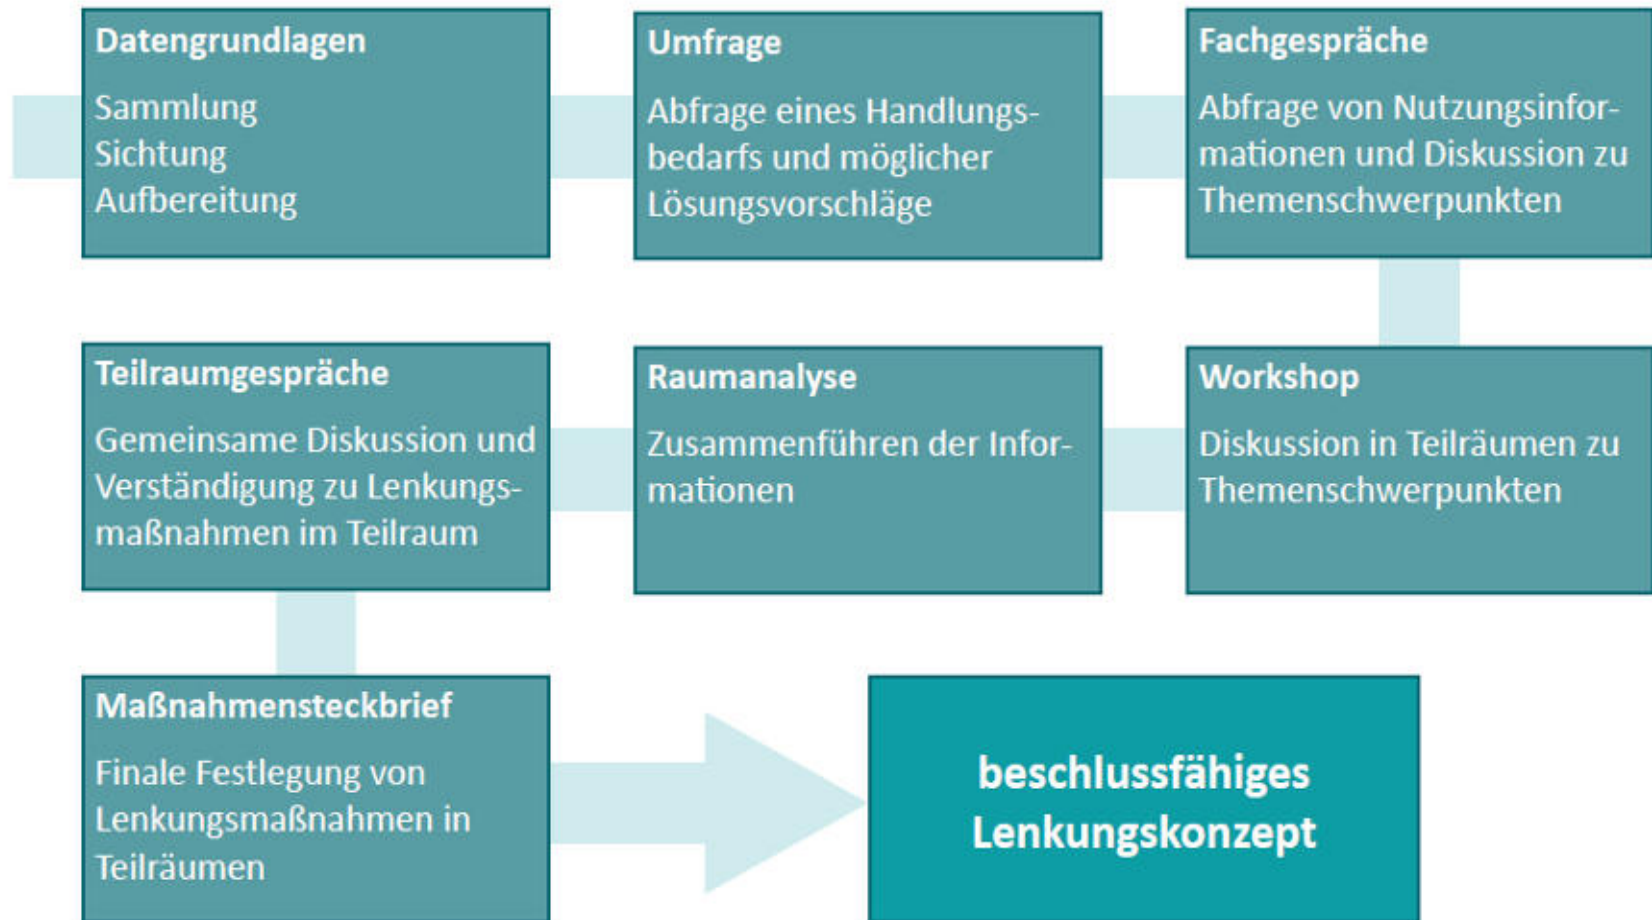 Datengrundlagen
Sammlung
Sichtung
Aufbereitung
Umfrage
Abfrage eines Handlungs-
bedarfs und möglicher
Lösungsvorschläge
Fachgespräche
Abfrage von Nutzungsinfor-
mationen und Diskussion zu
Themenschwerpunkten
Workshop
Diskussion in Teilräumen zu
Themenschwerpunkten
Raumanalyse
Zusammenführen der Infor-
mationen
Teilraumgespräche
Gemeinsame Diskussion und
Verständigung zu Lenkungs-
maßnahmen im Teilraum
Maßnahmensteckbrief
Finale Festlegung von
Lenkungsmaßnahmen in
Teilräumen
beschlussfähiges
Lenkungskonzept